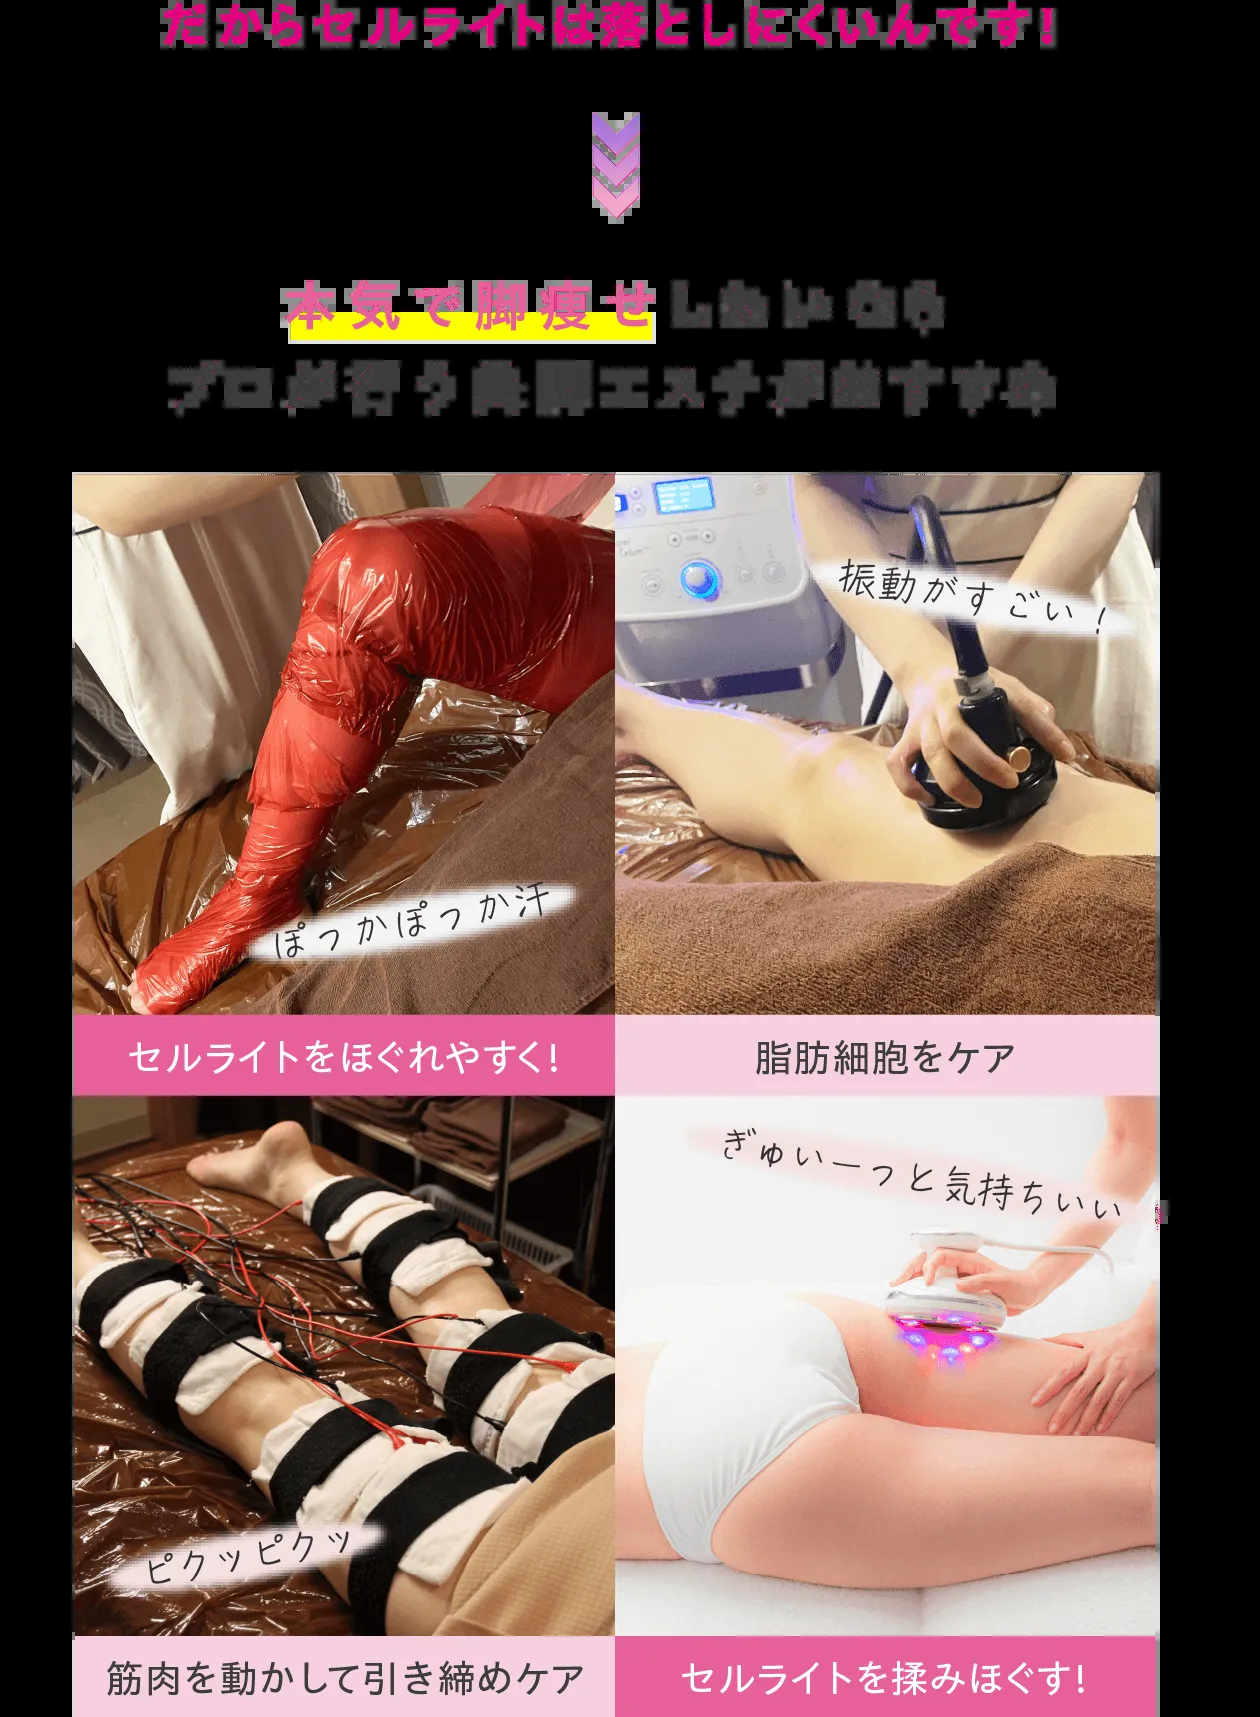 だからセルライトは落としにくいんです!
本気で脚痩せしたいなら
プロが行う美脚エステがおすすめ
振動がすごい!
ぽっかぽっか汗
セルライトをほぐれやすく!
脂肪細胞をケア
ぎゅいーっと気持ちいい
ピクッピクッ
筋肉を動かして引き締めケア
セルライトを揉みほぐす!